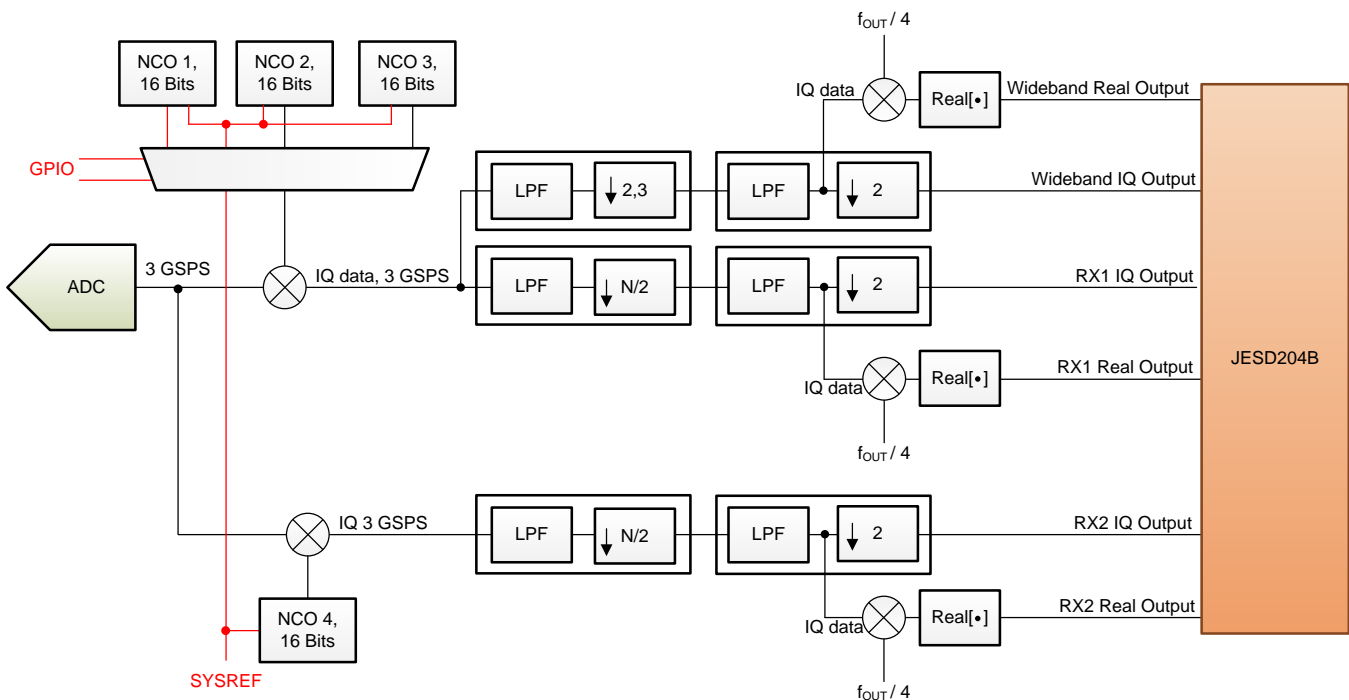 fOUT / 4
NCO 1,
16 Bits
NCO 2,
16 Bits
NCO 3,
16 Bits
IQ data
Real[•]
Wideband Real Output
GPIO
LPF
2,3
LPF
2
Wideband IQ Output
ADC
3 GSPS
IQ data, 3 GSPS
LPF
N/2
LPF
2
RX1 IQ Output
JESD204B
IQ data
Real[•]
RX1 Real Output
fOUT / 4
IQ 3 GSPS
LPF
N/2
LPF
2
RX2 IQ Output
NCO 4,
16 Bits
IQ data
Real[•]
RX2 Real Output
SYSREF
fOUT / 4